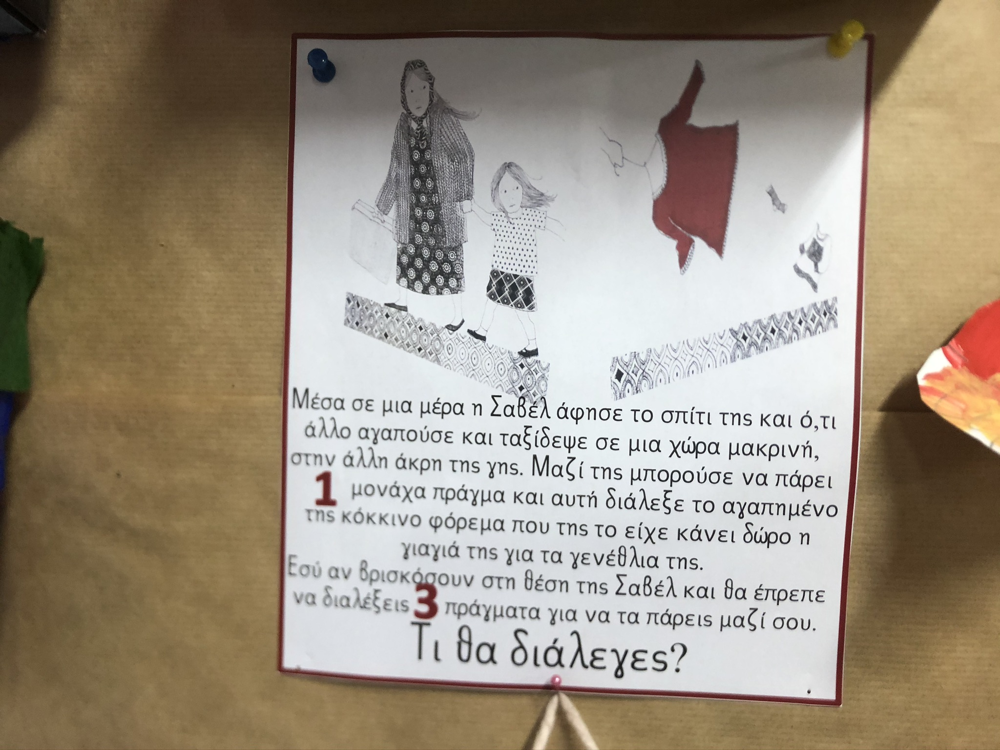 Μέσα σε μια μέρα η Σαβέλ άφησε το σπίτι της και ό,τι
άλλο αγαπούσε και ταξίδεψε σε μια χώρα μακρινή,
στην άλλη άκρη της γης. Μαζί της μπορούσε να πάρει
1 μονάχα πράγμα και αυτή διάλεξε το αγαπημένο
της κόκκινο φόρεμα που της το είχε κάνει δώρο η
γιαγιά της για τα γενέθλια της.
Εσύ αν βρισκόσουν στη θέση της Σαβέλ και θα έπρεπε
να διαλέξεις 3 πράγματα για να τα πάρεις μαζί σου.
Τι θα διάλεγες?